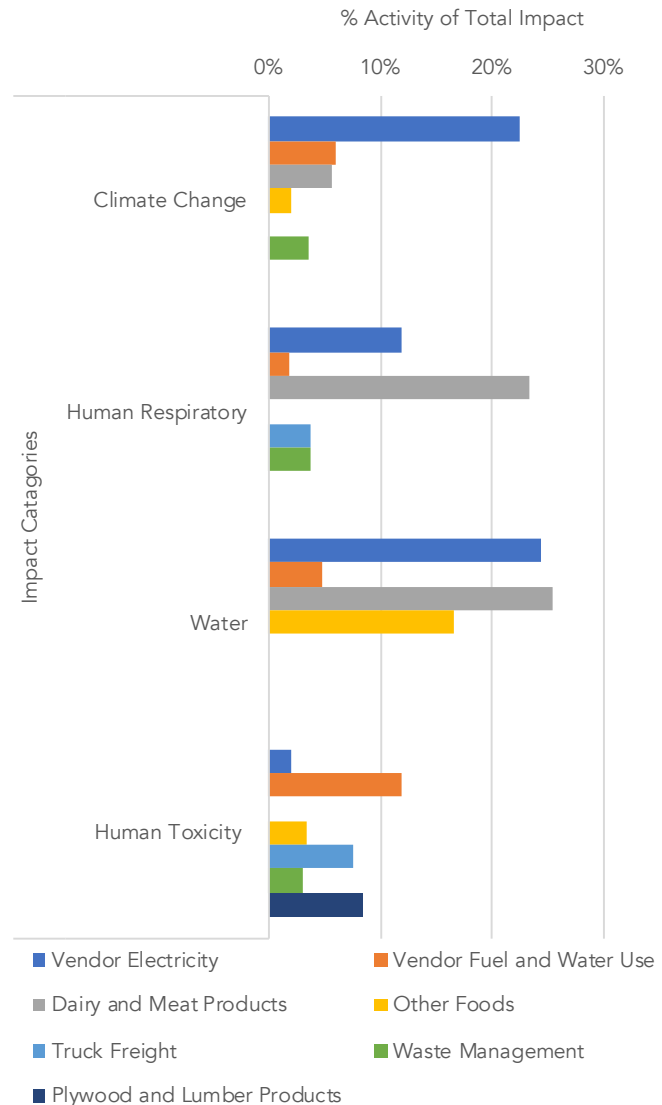 % Activity of Total Impact
0% 10% 20% 30%
Impact Catagories
Climate Change
Human Respiratory
Water
Human Toxicity
Vendor Electricity
Vendor Fuel and Water Use
Dairy and Meat Products
Other Foods
Truck Freight
Waste Management
Plywood and Lumber Products